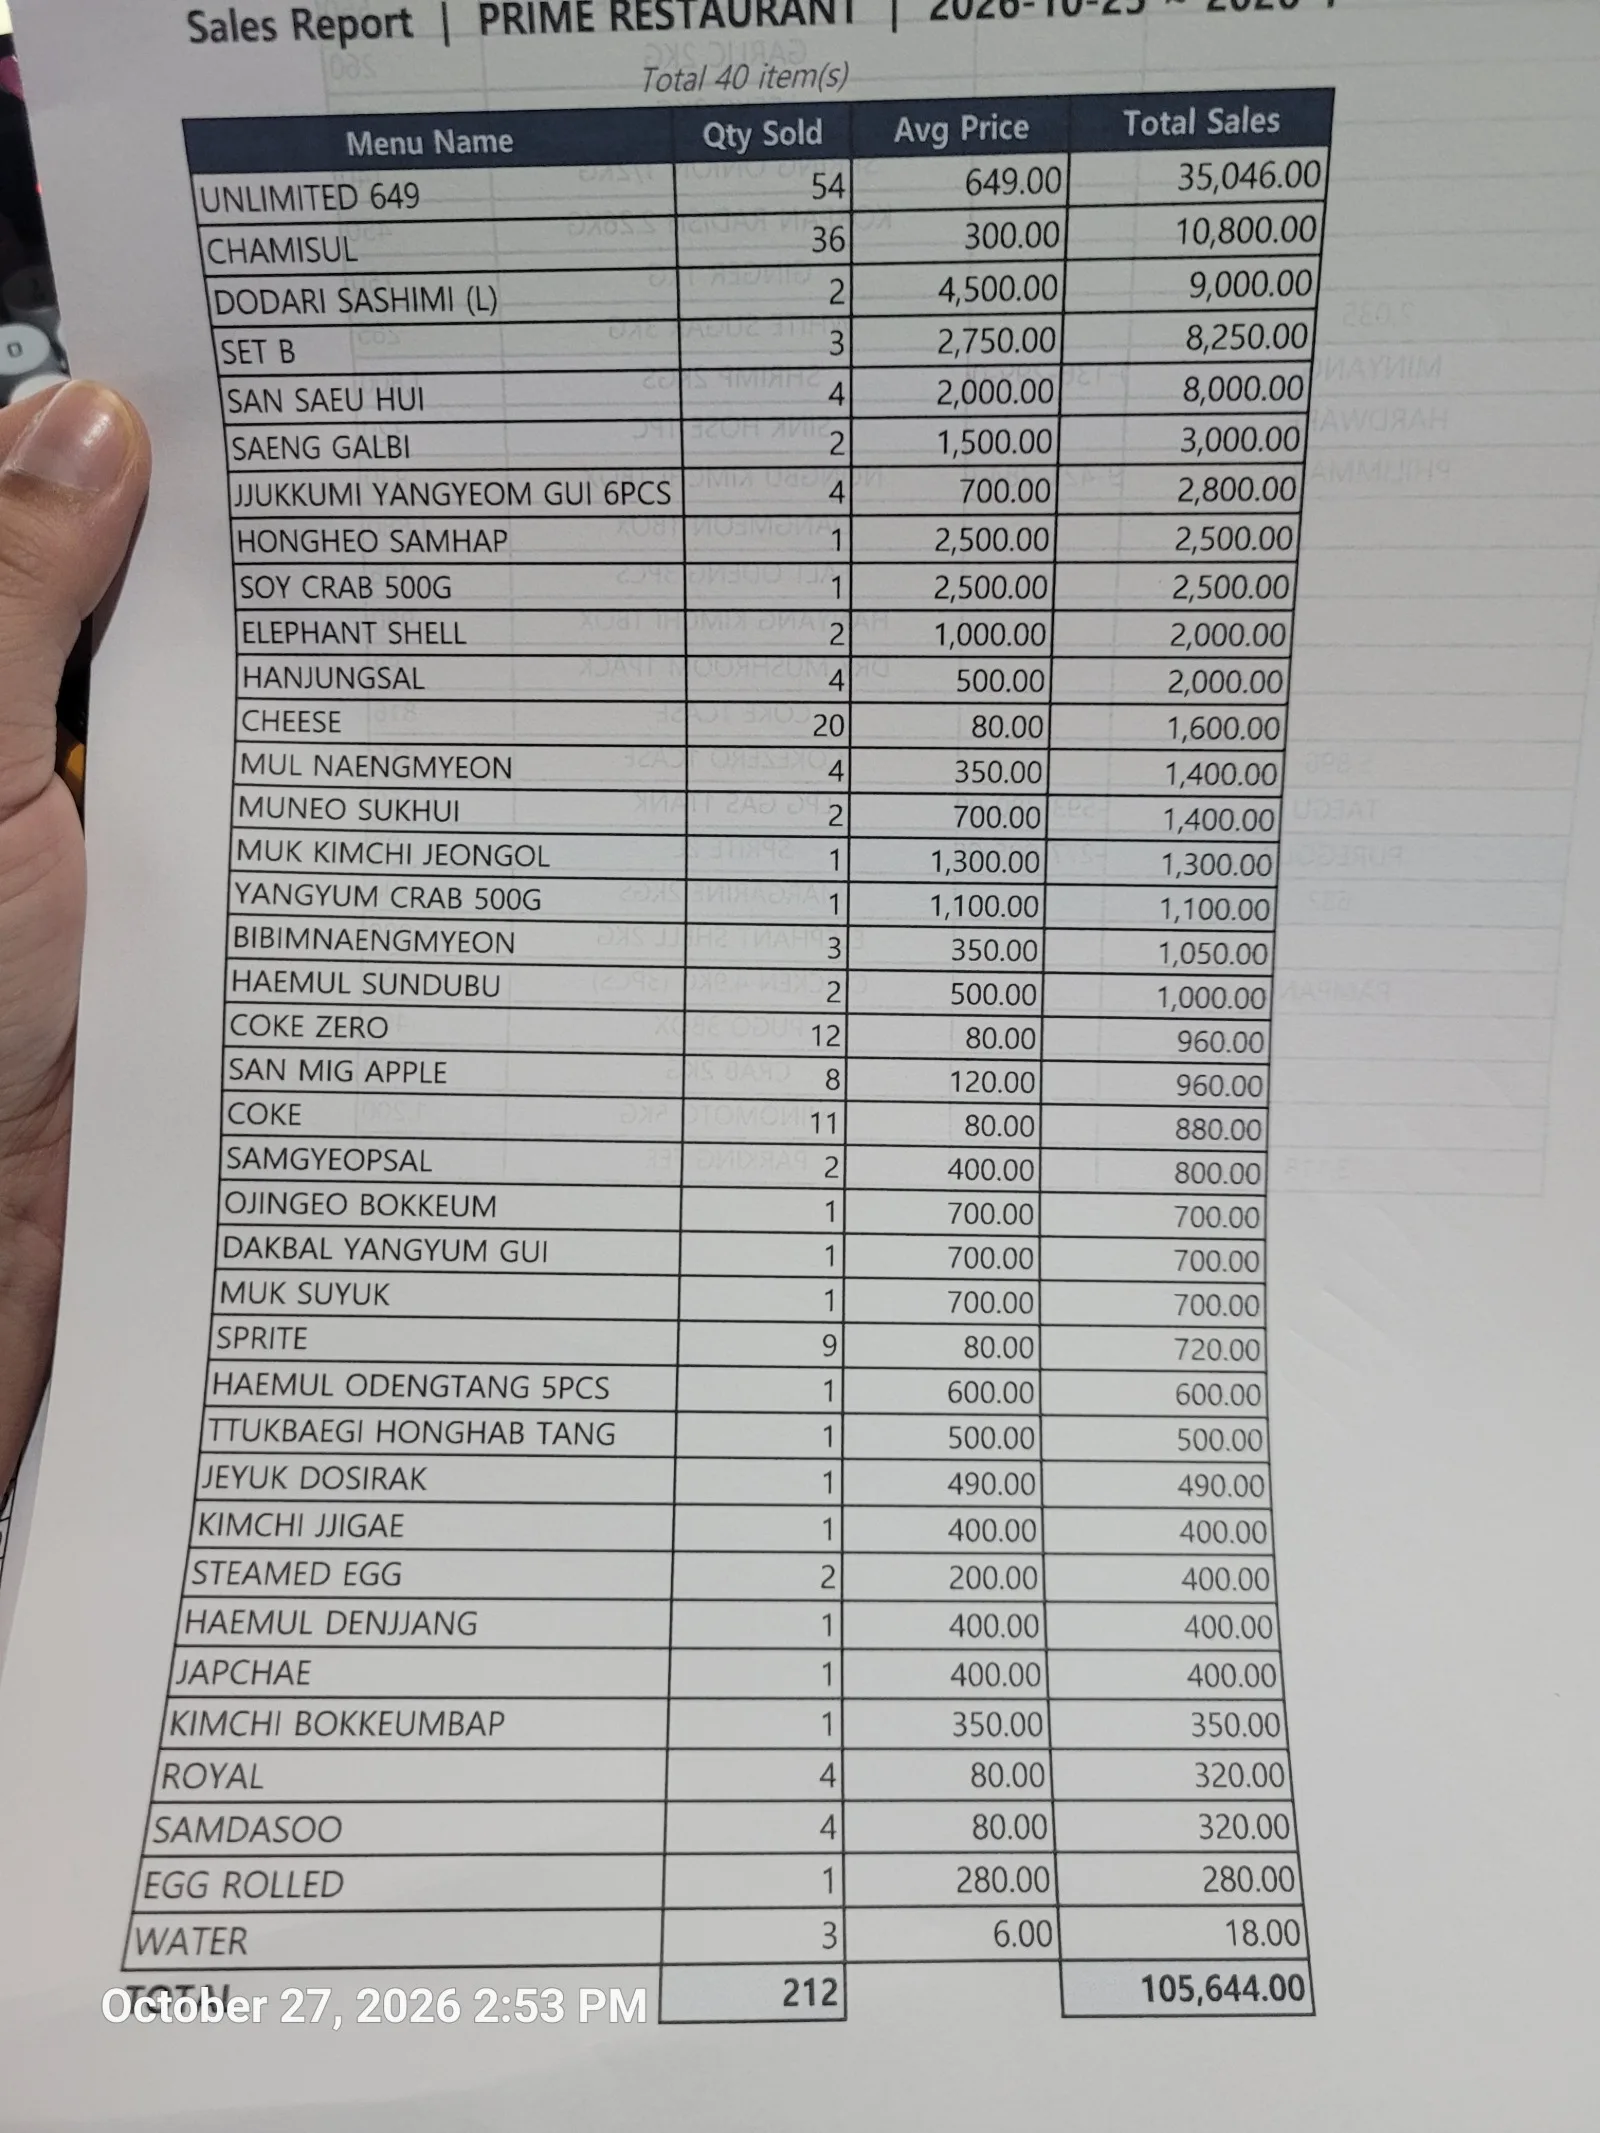 Sales Report | PRIME RESTAURANT | 2026-10-25 ~ 2026-1
Total 40 item(s)
Menu Name Qty Sold Avg Price Total Sales
UNLIMITED 649 54 649.00 35,046.00
CHAMISUL 36 300.00 10,800.00
DODARI SASHIMI (L) 2 4,500.00 9,000.00
SET B 3 2,750.00 8,250.00
SAN SAEU HUI 4 2,000.00 8,000.00
SAENG GALBI 2 1,500.00 3,000.00
JJUKKUMI YANGYEOM GUI 6PCS 4 700.00 2,800.00
HONGHEO SAMHAP 1 2,500.00 2,500.00
SOY CRAB 500G 1 2,500.00 2,500.00
ELEPHANT SHELL 2 1,000.00 2,000.00
HANJUNGSAL 4 500.00 2,000.00
CHEESE 20 80.00 1,600.00
MUL NAENGMYEON 4 350.00 1,400.00
MUNEO SUKHUI 2 700.00 1,400.00
MUK KIMCHI JEONGOL 1 1,300.00 1,300.00
YANGYUM CRAB 500G 1 1,100.00 1,100.00
BIBIMNAENGMYEON 3 350.00 1,050.00
HAEMUL SUNDUBU 2 500.00 1,000.00
COKE ZERO 12 80.00 960.00
SAN MIG APPLE 8 120.00 960.00
COKE 11 80.00 880.00
SAMGYEOPSAL 2 400.00 800.00
OJINGEO BOKKEUM 1 700.00 700.00
DAKBAL YANGYUM GUI 1 700.00 700.00
MUK SUYUK 1 700.00 700.00
SPRITE 9 80.00 720.00
HAEMUL ODENGTANG 5PCS 1 600.00 600.00
TTUKBAEGI HONGHAB TANG 1 500.00 500.00
JEYUK DOSIRAK 1 490.00 490.00
KIMCHI JJIGAE 1 400.00 400.00
STEAMED EGG 2 200.00 400.00
HAEMUL DENJJANG 1 400.00 400.00
JAPCHAE 1 400.00 400.00
KIMCHI BOKKEUMBAP 1 350.00 350.00
ROYAL 4 80.00 320.00
SAMDASOO 4 80.00 320.00
EGG ROLLED 1 280.00 280.00
WATER 3 6.00 18.00
TOTAL 212 105,644.00
October 27, 2026 2:53 PM